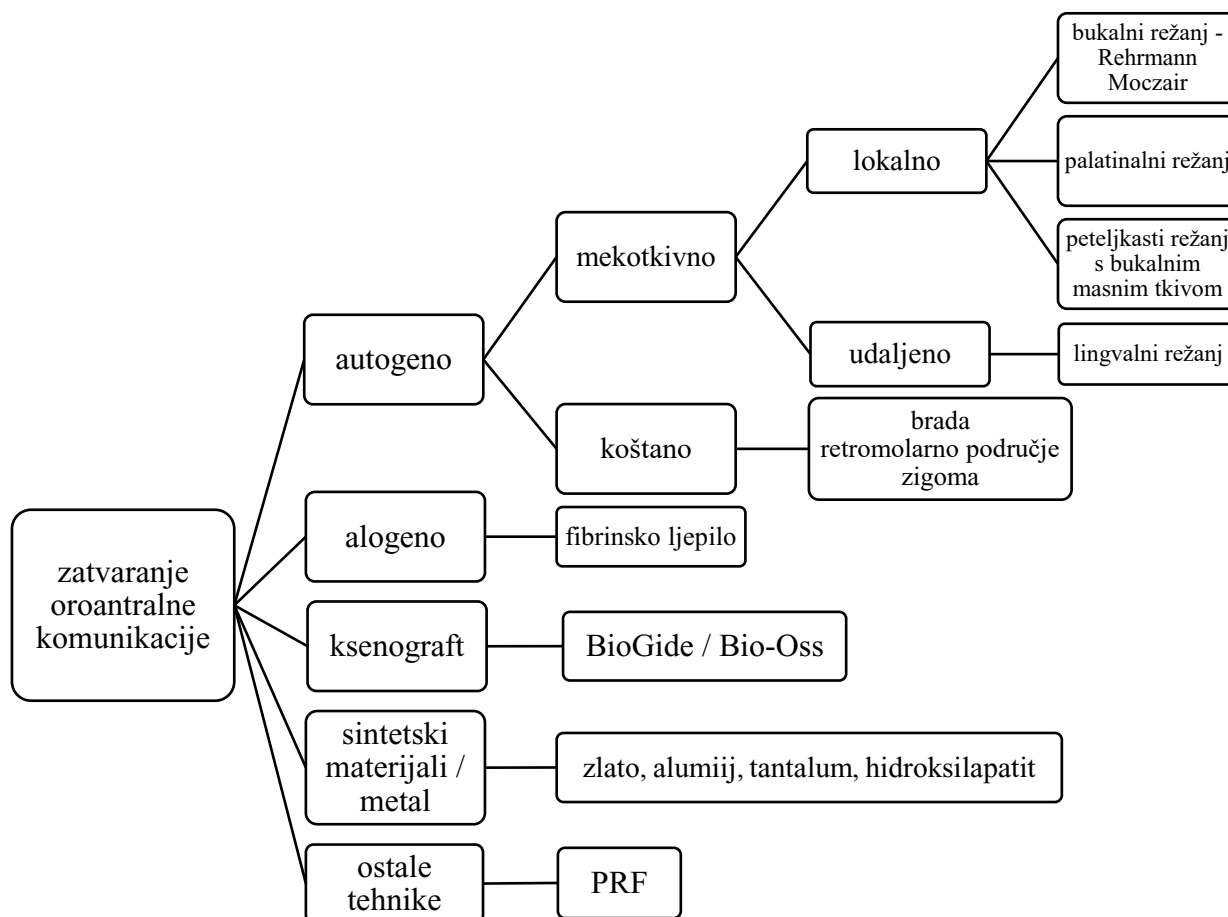 bukalni režanj -
Rehrmann
Moczair
lokalno
palatinalni režanj
mekotkivno
peteljkasti režanj
s bukalnim
masnim tkivom
autogeno
udaljeno
lingvalni režanj
koštano
brada
retromolarno područje
zigoma
alogeno
fibrinsko ljepilo
zatvaranje
oroantralne
komunikacije
ksenograft
BioGide / Bio-Oss
sintetski
materijali /
metal
zlato, alumiij, tantalum, hidroksilapatit
ostale
tehnike
PRF